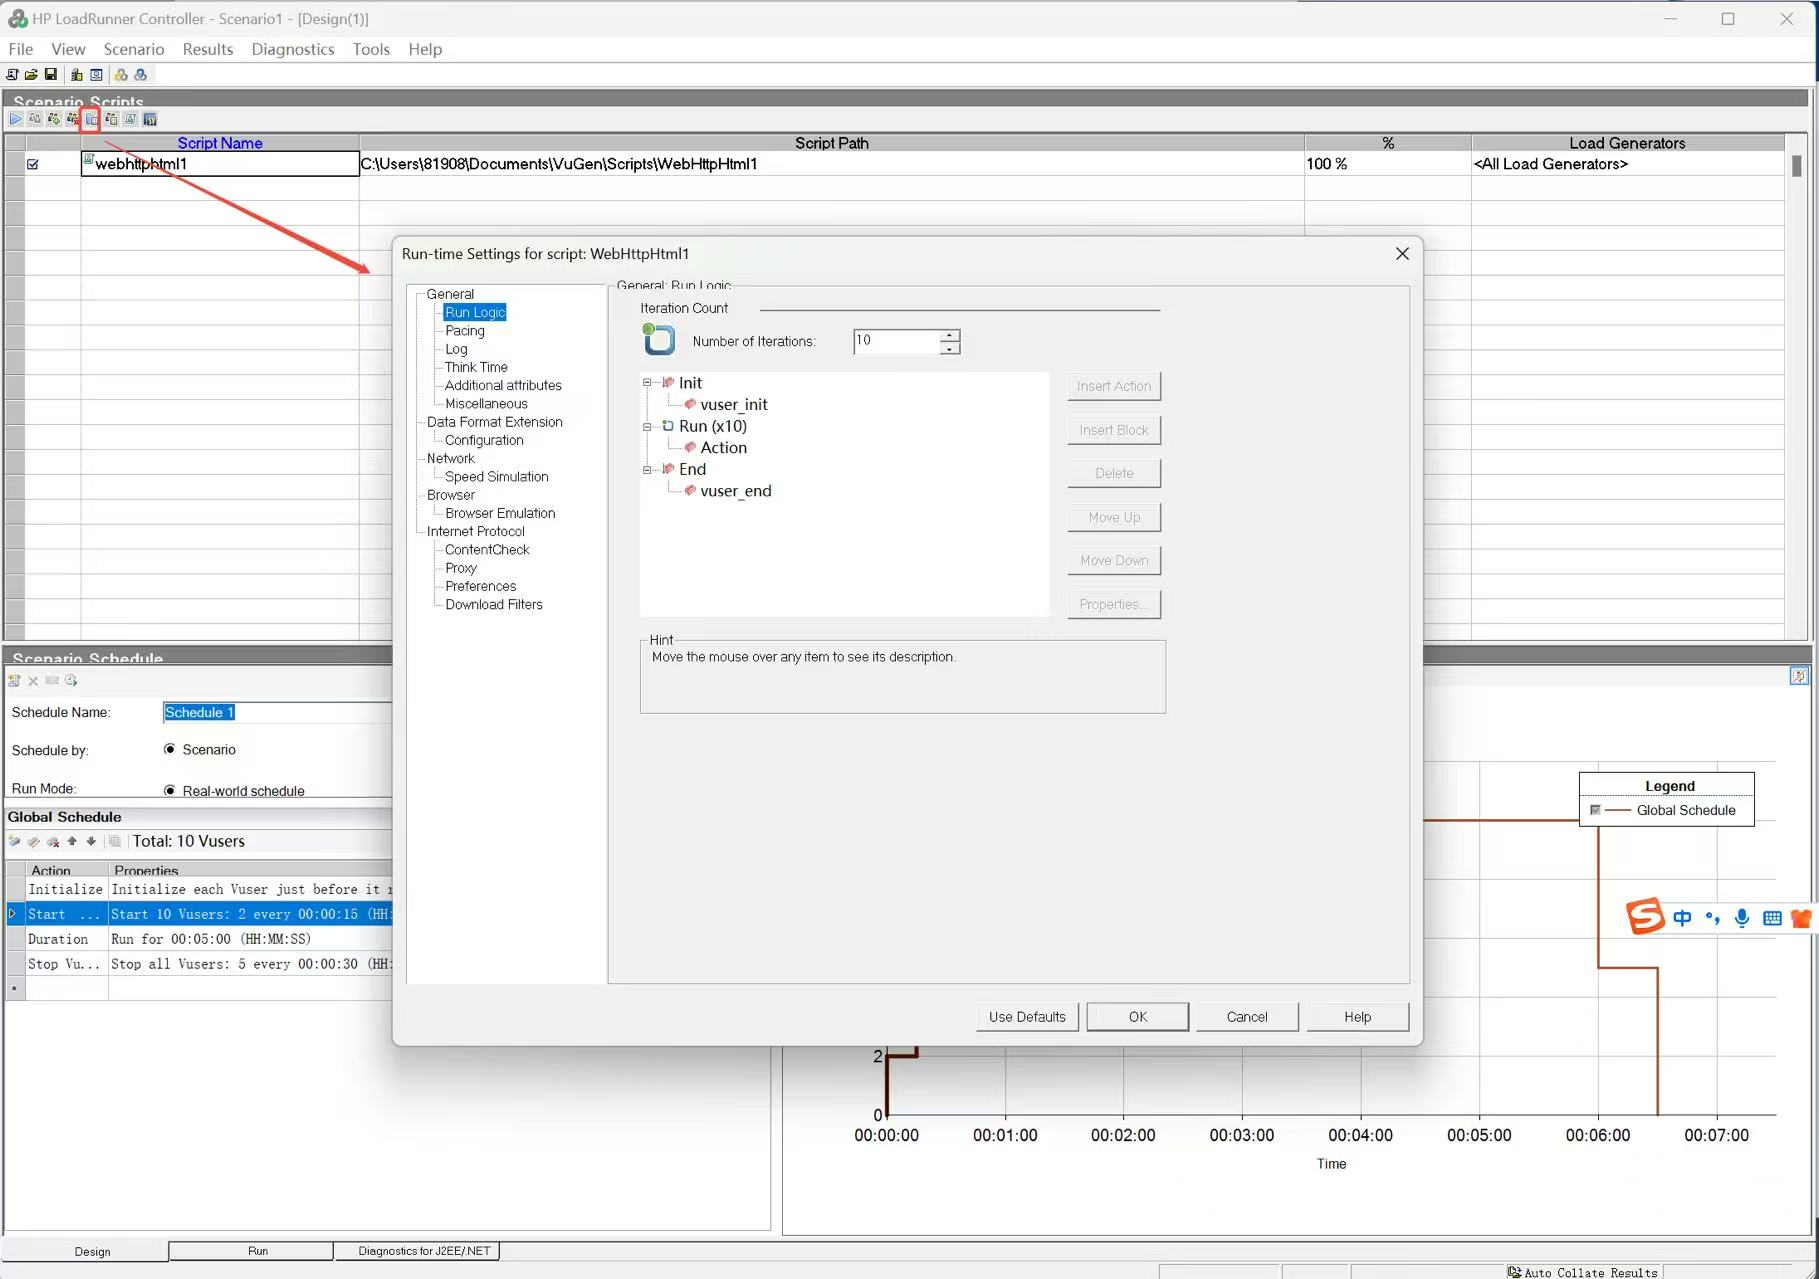 HP LoadRunner Controller - Scenario1 - [Design(1)]
File View Scenario Results Diagnostics Tools Help
Scenario Scripts
Script Name Script Path % Load Generators
webhttphtml1 C:\Users\81908\Documents\VuGen\Scripts\WebHttpHtml1 100 % <All Load Generators>
Run-time Settings for script: WebHttpHtml1
General
Run Logic
Pacing
Log
Think Time
Additional attributes
Miscellaneous
Data Format Extension
Configuration
Network
Speed Simulation
Browser
Browser Emulation
Internet Protocol
ContentCheck
Proxy
Preferences
Download Filters
General: Run Logic
Iteration Count
Number of Iterations: 10
Init
vuser_init
Run (x10)
Action
End
vuser_end
Insert Action
Insert Block
Delete
Move Up
Move Down
Properties...
Hint
Move the mouse over any item to see its description.
Use Defaults OK Cancel Help
Scenario Schedule
Schedule Name: Schedule 1
Schedule by: Scenario
Run Mode: Real-world schedule
Global Schedule
Total: 10 Vusers
Action Properties
Initialize Initialize each Vuser just before it r
Start ... Start 10 Vusers: 2 every 00:00:15 (HH:
Duration Run for 00:05:00 (HH:MM:SS)
Stop Vu... Stop all Vusers: 5 every 00:00:30 (HH:
*
Legend
Global Schedule
S 中
2
0
00:00:00 00:01:00 00:02:00 00:03:00 00:04:00 00:05:00 00:06:00 00:07:00
Time
Design Run Diagnostics for J2EE/.NET
Auto Collate Results